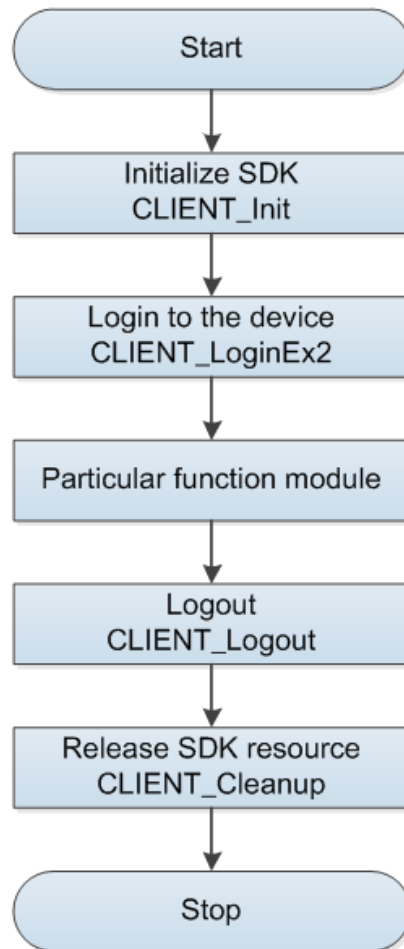 Start
Initialize SDK
CLIENT_Init
Login to the device
CLIENT_LoginEx2
Particular function module
Logout
CLIENT_Logout
Release SDK resource
CLIENT_Cleanup
Stop